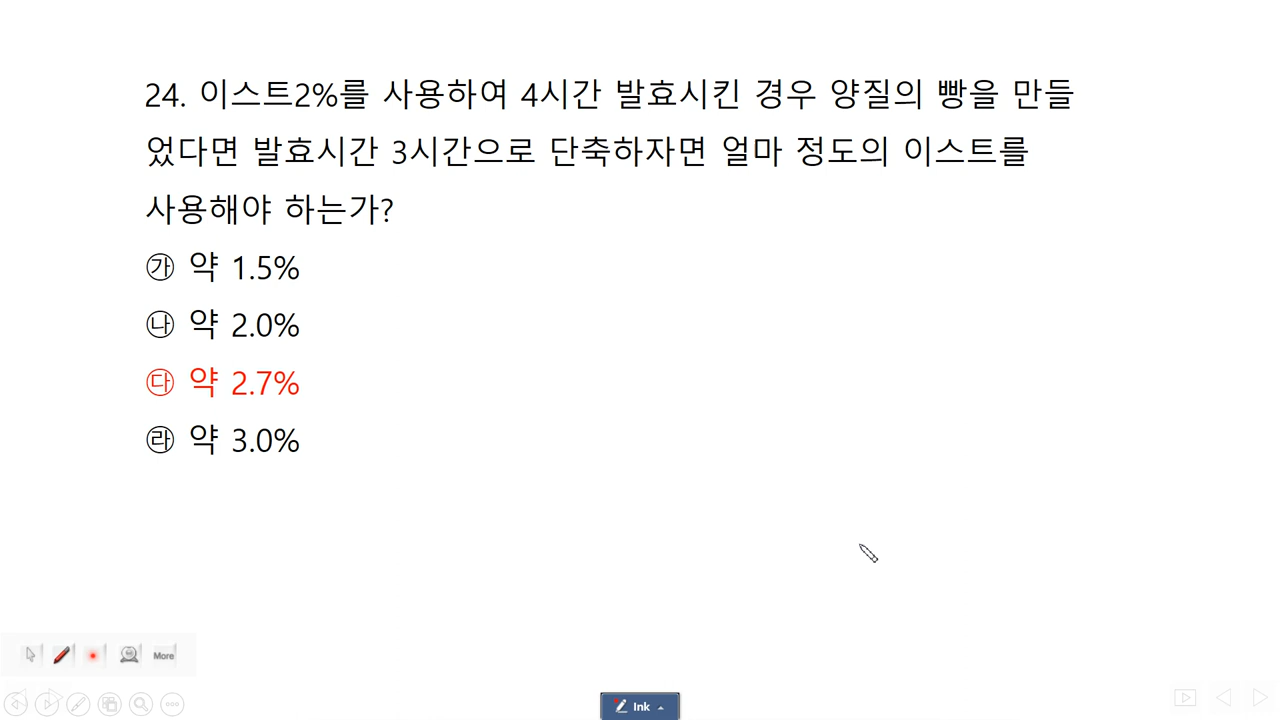 24. 이스트2%를 사용하여 4시간 발효시킨 경우 양질의 빵을 만들
었다면 발효시간 3시간으로 단축하자면 얼마 정도의 이스트를
사용해야 하는가?
㉮ 약 1.5%
㉯ 약 2.0%
㉰ 약 2.7%
㉱ 약 3.0%
More
Ink